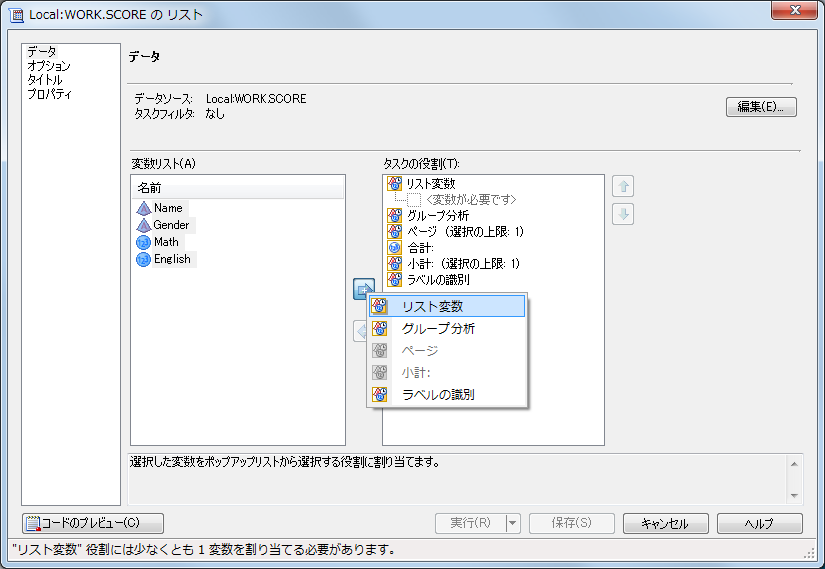 Local:WORK.SCORE の リスト
データ
オプション
タイトル
プロパティ
データ
データソース: Local:WORK.SCORE
タスクフィルタ: なし
編集(E)...
変数リスト(A)
名前
Name
Gender
Math
English
タスクの役割(T):
リスト変数
<変数が必要です>
グループ分析
ページ (選択の上限: 1)
合計:
小計: (選択の上限: 1)
ラベルの識別
リスト変数
グループ分析
ページ
小計:
ラベルの識別
選択した変数をポップアップリストから選択する役割に割り当てます。
コードのプレビュー(C)
実行(R)
保存(S)
キャンセル
ヘルプ
"リスト変数" 役割には少なくとも 1 変数を割り当てる必要があります。